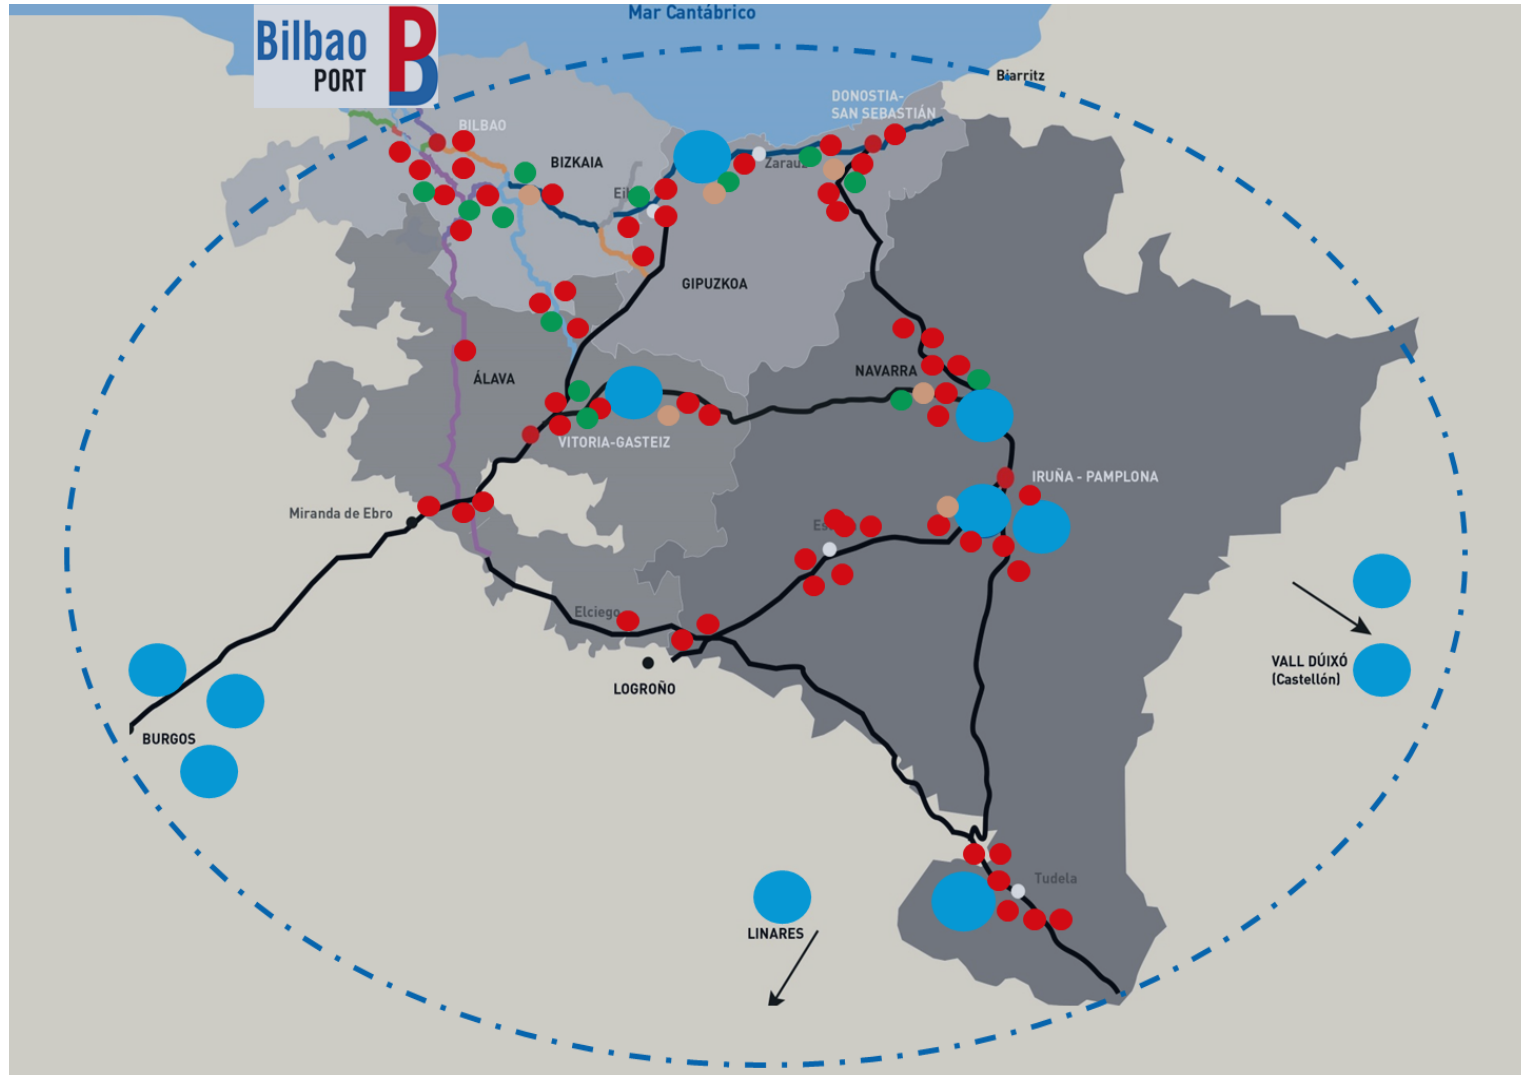 Mar Cantábrico
Bilbao
PORT
B
Biarritz
DONOSTIA-
SAN SEBASTIÁN
BILBAO
BIZKAIA
GIPUZKOA
ÁLAVA
NAVARRA
VITORIA-GASTEIZ
IRUÑA - PAMPLONA
Miranda de Ebro
Elciego
LOGROÑO
VALL DÚIXÓ
(Castellón)
BURGOS
Tudela
LINARES